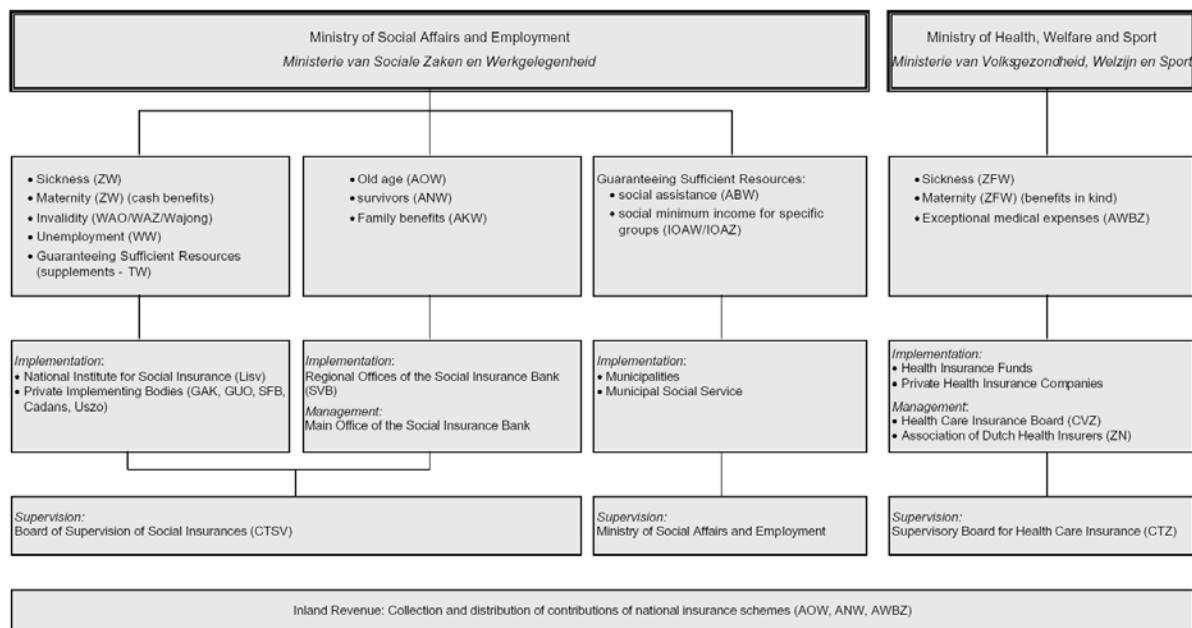 Ministry of Social Affairs and Employment
Ministerie van Sociale Zaken en Werkgelegenheid
Ministry of Health, Welfare and Sport
Ministerie van Volksgezondheid, Welzijn en Sport
• Sickness (ZW)
• Maternity (ZW) (cash benefits)
• Invalidity (WAO/WAZ/Wajong)
• Unemployment (WW)
• Guaranteeing Sufficient Resources
(supplements - TW)
• Old age (AOW)
• survivors (ANW)
• Family benefits (AKW)
Guaranteeing Sufficient Resources:
• social assistance (ABW)
• social minimum income for specific
groups (IOAW/IOAZ)
• Sickness (ZFW)
• Maternity (ZFW) (benefits in kind)
• Exceptional medical expenses (AWBZ)
Implementation:
• National Institute for Social Insurance (Lisv)
• Private Implementing Bodies (GAK, GUO, SFB,
Cadans, Uszo)
Implementation:
Regional Offices of the Social Insurance Bank
(SVB)
Management:
Main Office of the Social Insurance Bank
Implementation:
• Municipalities
• Municipal Social Service
Implementation:
• Health Insurance Funds
• Private Health Insurance Companies
Management:
• Health Care Insurance Board (CVZ)
• Association of Dutch Health Insurers (ZN)
Supervision:
Board of Supervision of Social Insurances (CTSV)
Supervision:
Ministry of Social Affairs and Employment
Supervision:
Supervisory Board for Health Care Insurance (CTZ)
Inland Revenue: Collection and distribution of contributions of national insurance schemes (AOW, ANW, AWBZ)